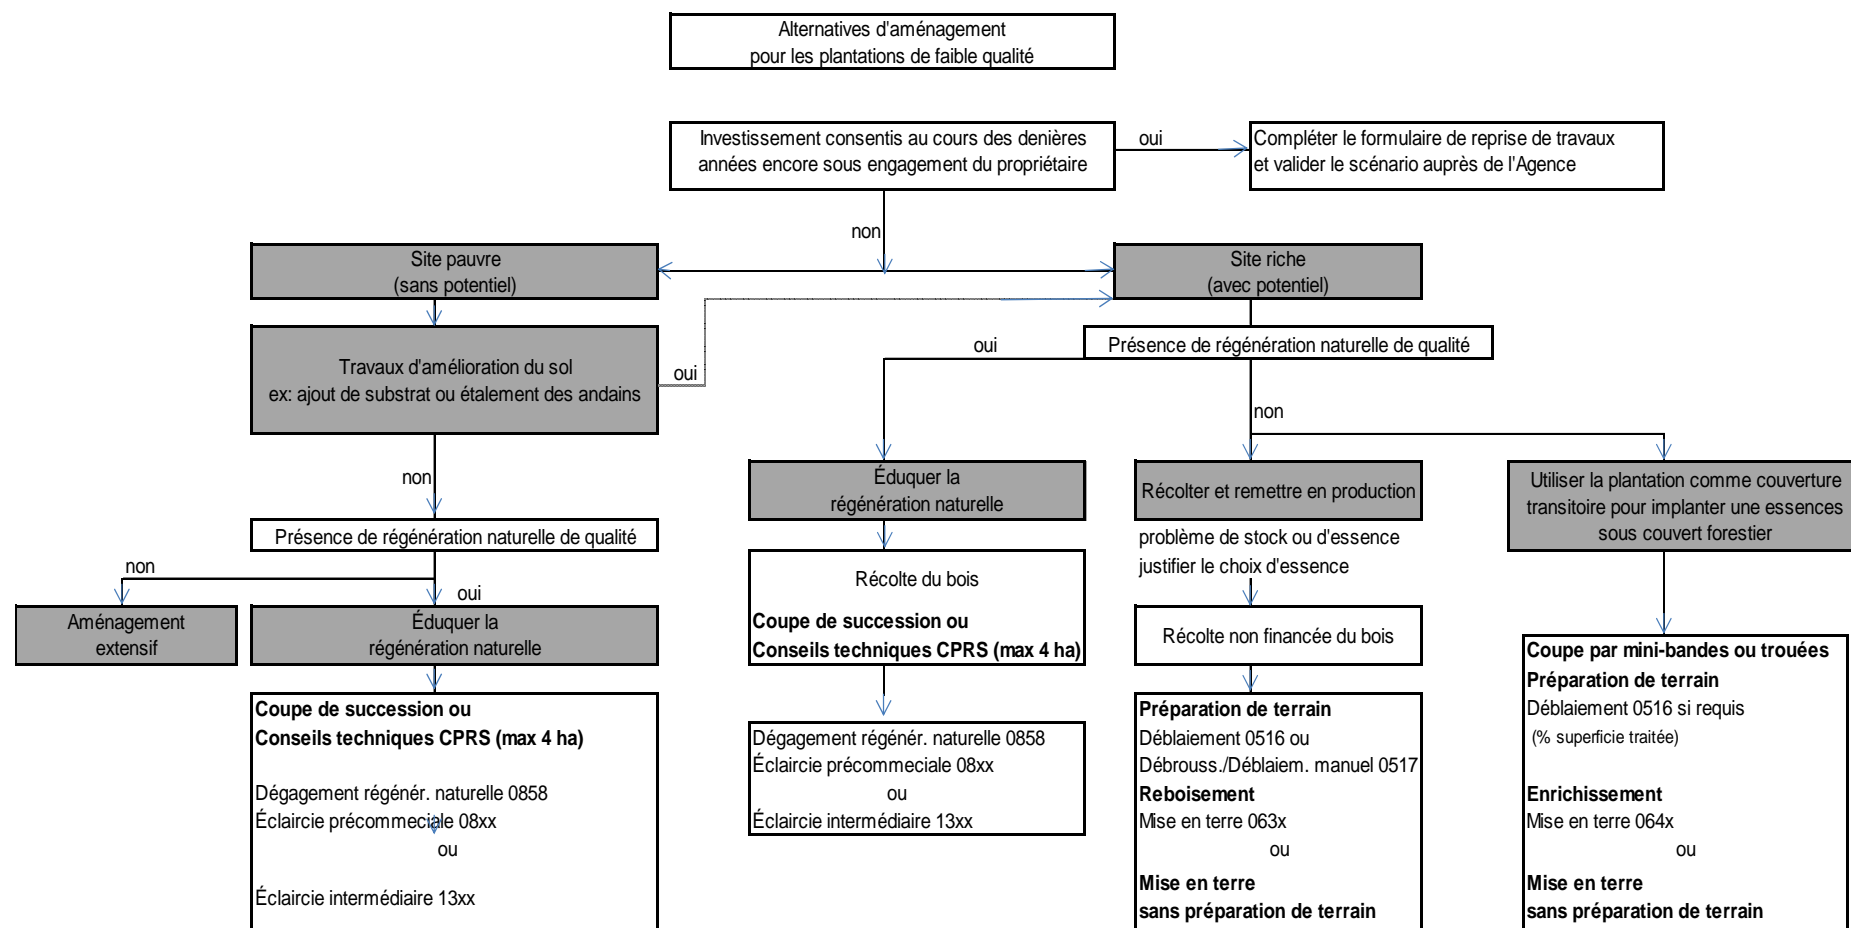 Alternatives d'aménagement
pour les plantations de faible qualité
Investissement consentis au cours des denières
années encore sous engagement du propriétaire
oui
Compléter le formulaire de reprise de travaux
et valider le scénario auprès de l'Agence
non
Site pauvre
(sans potentiel)
Site riche
(avec potentiel)
Travaux d'amélioration du sol
ex: ajout de substrat ou étalement des andains
oui
oui
Présence de régénération naturelle de qualité
non
non
Éduquer la
régénération naturelle
Récolter et remettre en production
Utiliser la plantation comme couverture
transitoire pour implanter une essences
sous couvert forestier
Présence de régénération naturelle de qualité
problème de stock ou d'essence
justifier le choix d'essence
non
oui
Aménagement
extensif
Éduquer la
régénération naturelle
Récolte du bois
Coupe de succession ou
Conseils techniques CPRS (max 4 ha)
Récolte non financée du bois
Coupe de succession ou
Conseils techniques CPRS (max 4 ha)
Dégagement régénér. naturelle 0858
Éclaircie précommeciale 08xx
ou
Éclaircie intermédiaire 13xx
Dégagement régénér. naturelle 0858
Éclaircie précommeciale 08xx
ou
Éclaircie intermédiaire 13xx
Préparation de terrain
Déblaiement 0516 ou
Débrouss./Déblaiem. manuel 0517
Reboisement
Mise en terre 063x
ou
Mise en terre
sans préparation de terrain
Coupe par mini-bandes ou trouées
Préparation de terrain
Déblaiement 0516 si requis
(% superficie traitée)
Enrichissement
Mise en terre 064x
ou
Mise en terre
sans préparation de terrain